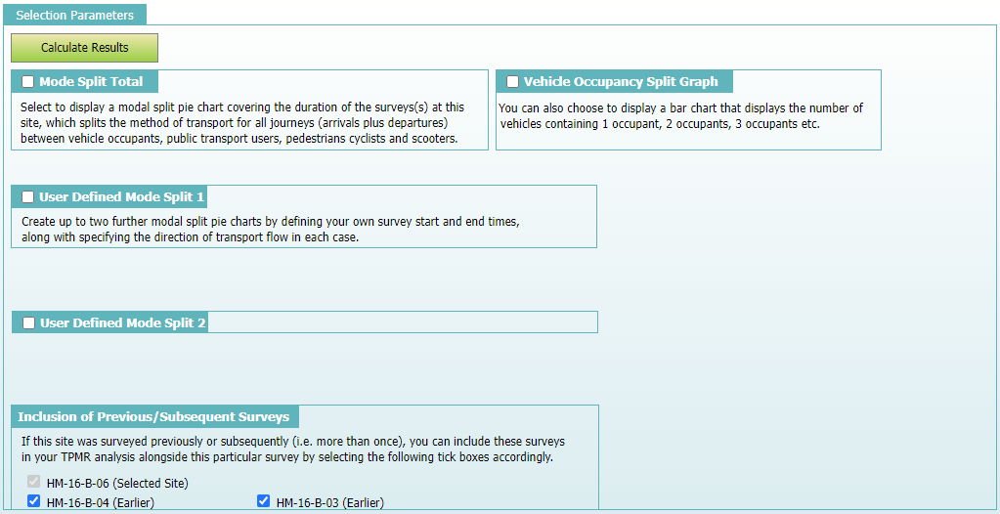 Selection Parameters
Calculate Results
Mode Split Total
Select to display a modal split pie chart covering the duration of the surveys(s) at this
site, which splits the method of transport for all journeys (arrivals plus departures)
between vehicle occupants, public transport users, pedestrians cyclists and scooters.
Vehicle Occupancy Split Graph
You can also choose to display a bar chart that displays the number of
vehicles containing 1 occupant, 2 occupants, 3 occupants etc.
User Defined Mode Split 1
Create up to two further modal split pie charts by defining your own survey start and end times,
along with specifying the direction of transport flow in each case.
User Defined Mode Split 2
Inclusion of Previous/Subsequent Surveys
If this site was surveyed previously or subsequently (i.e. more than once), you can include these surveys
in your TPMR analysis alongside this particular survey by selecting the following tick boxes accordingly.
HM-16-B-06 (Selected Site)
HM-16-B-04 (Earlier) HM-16-B-03 (Earlier)